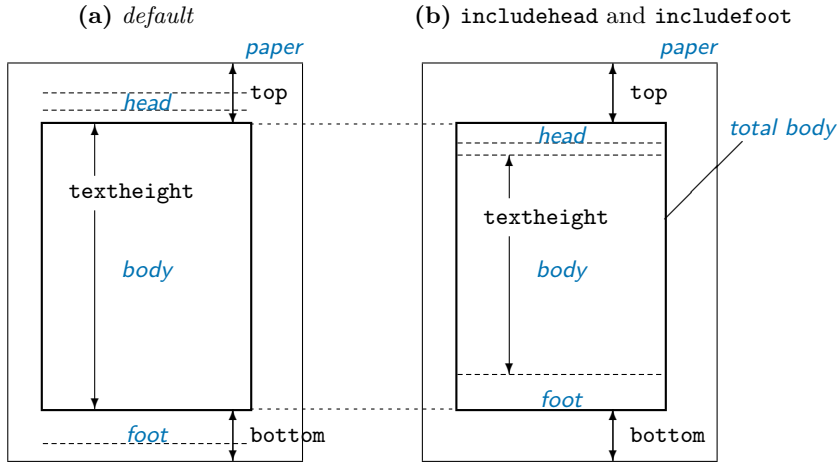 (a) default
(b) includehead and includefoot
paper
paper
head
top
head
top
total body
textheight
textheight
body
body
foot
foot
bottom
bottom